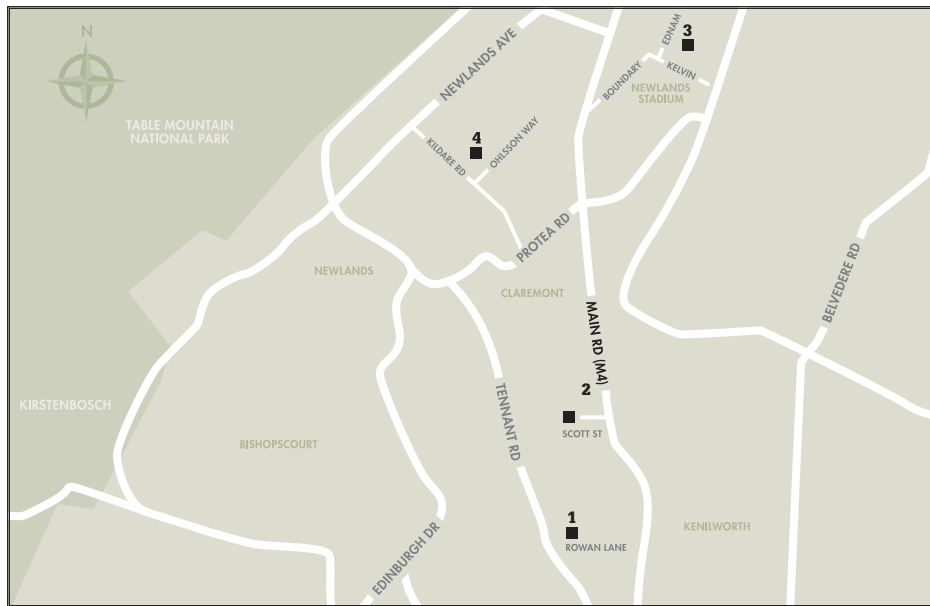 N
TABLE MOUNTAIN
NATIONAL PARK
NEWLANDS AVE
EDNAM
3
BOUNDARY
KELVIN
NEWLANDS
STADIUM
4
KILDARE RD
OHLSSON WAY
PROTEA RD
NEWLANDS
CLAREMONT
BELVEDERE RD
MAIN RD (M4)
KIRSTENBOSCH
2
SCOTT ST
TENNANT RD
BISHOPSCOURT
1
ROWAN LANE
KENILWORTH
EDINBURGH DR